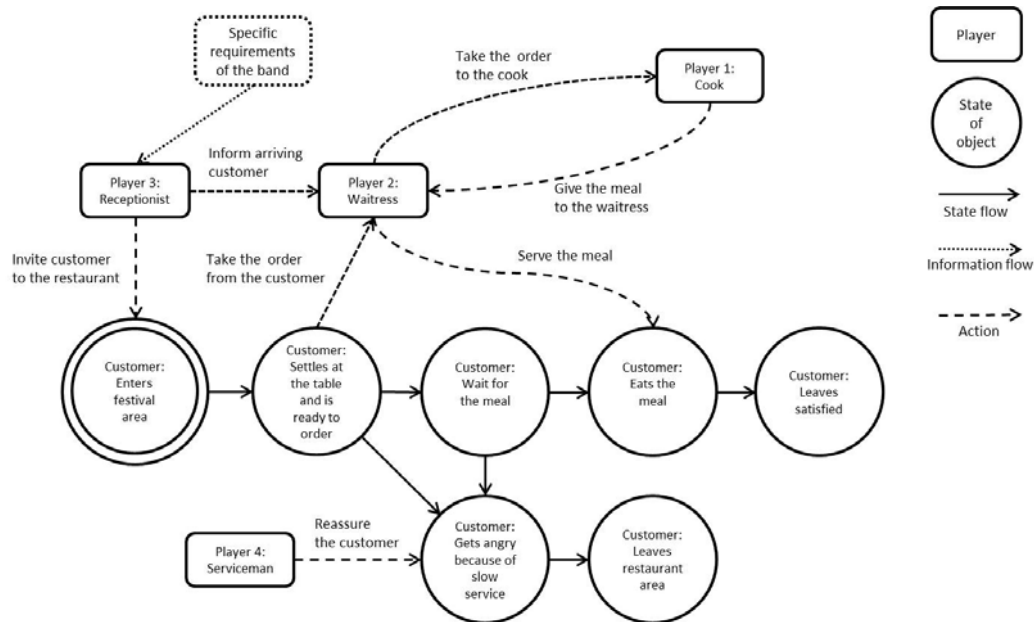 Specific
requirements
of the band
Take the order
to the cook
Player 1:
Cook
Player
State
of
object
Inform arriving
customer
Player 3:
Receptionist
Player 2:
Waitress
Give the meal
to the waitress
State flow
Invite customer
to the restaurant
Take the order
from the customer
Serve the meal
Information flow
Action
Customer:
Enters
festival
area
Customer:
Settles at
the table
and is
ready to
order
Customer:
Wait for
the meal
Customer:
Eats the
meal
Customer:
Leaves
satisfied
Reassure
the customer
Player 4:
Serviceman
Customer:
Gets angry
because of
slow
service
Customer:
Leaves
restaurant
area